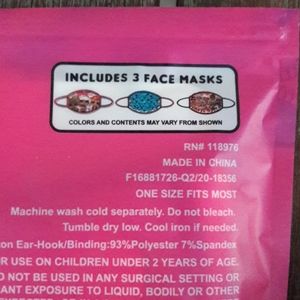 INCLUDES 3 FACE MASKS
COLORS AND CONTENTS MAY VARY FROM SHOWN
RN# 118976
MADE IN CHINA
F16881726-Q2/20-18356
ONE SIZE FITS MOST
Machine wash cold separately. Do not bleach.
Tumble dry low. Cool iron if needed.
on Ear-Hook/Binding:93%Polyester 7%Spandex
OR USE ON CHILDREN UNDER 2 YEARS OF AGE.
NOT BE USED IN ANY SURGICAL SETTING OR
ANT EXPOSURE TO LIQUID, BODILY OR OTHER